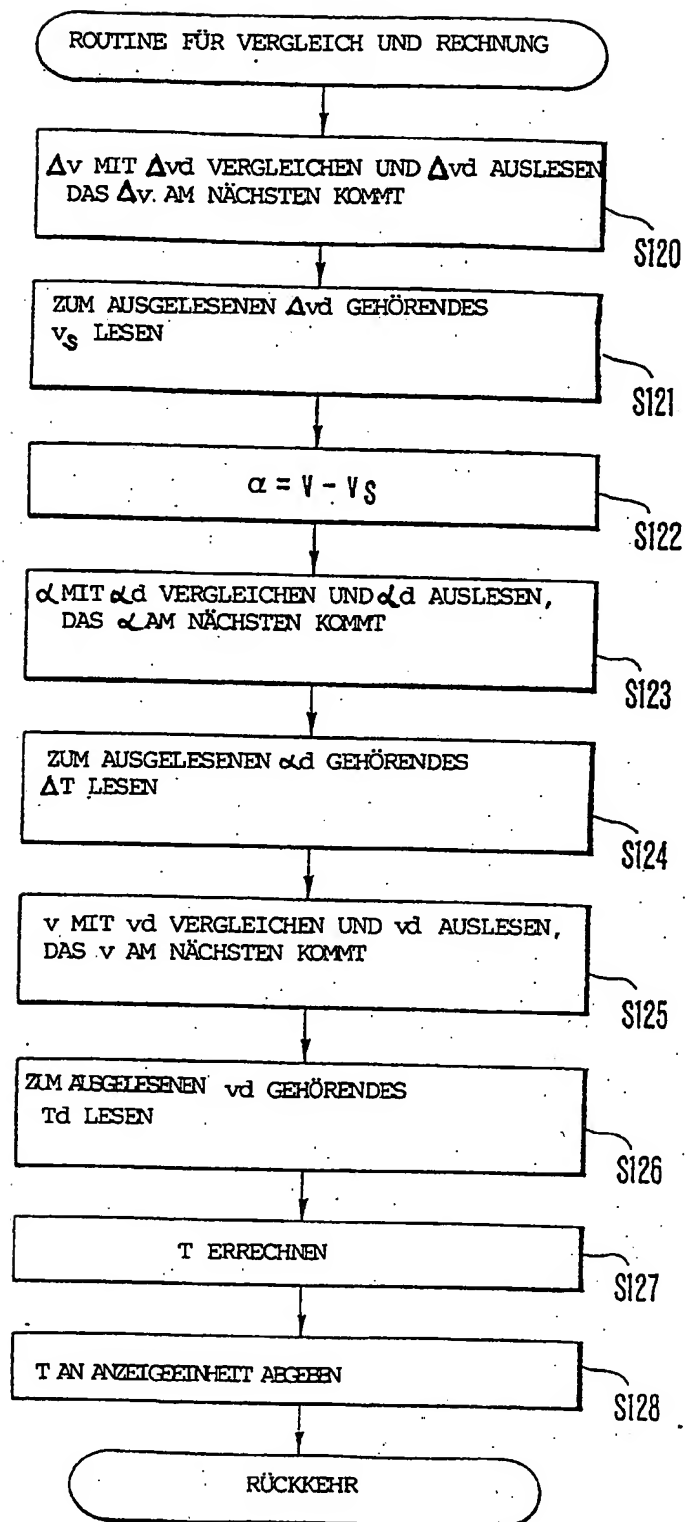 ROUTINE FÜR VERGLEICH UND RECHNUNG
Δv MIT Δvd VERGLEICHEN UND Δvd AUSLESEN
DAS Δv. AM NÄCHSTEN KOMMT
S120
ZUM AUSGELESENEN Δvd GEHÖRENDES
vS LESEN
S121
α = V - VS
S122
α MIT αd VERGLEICHEN UND αd AUSLESEN,
DAS α AM NÄCHSTEN KOMMT
S123
ZUM AUSGELESENEN αd GEHÖRENDES
ΔT LESEN
S124
v MIT vd VERGLEICHEN UND vd AUSLESEN,
DAS v AM NÄCHSTEN KOMMT
S125
ZUM AUSGELESENEN vd GEHÖRENDES
Td LESEN
S126
T ERRECHNEN
S127
T AN ANZEIGEEINHEIT ABGEBEN
S128
RÜCKKEHR